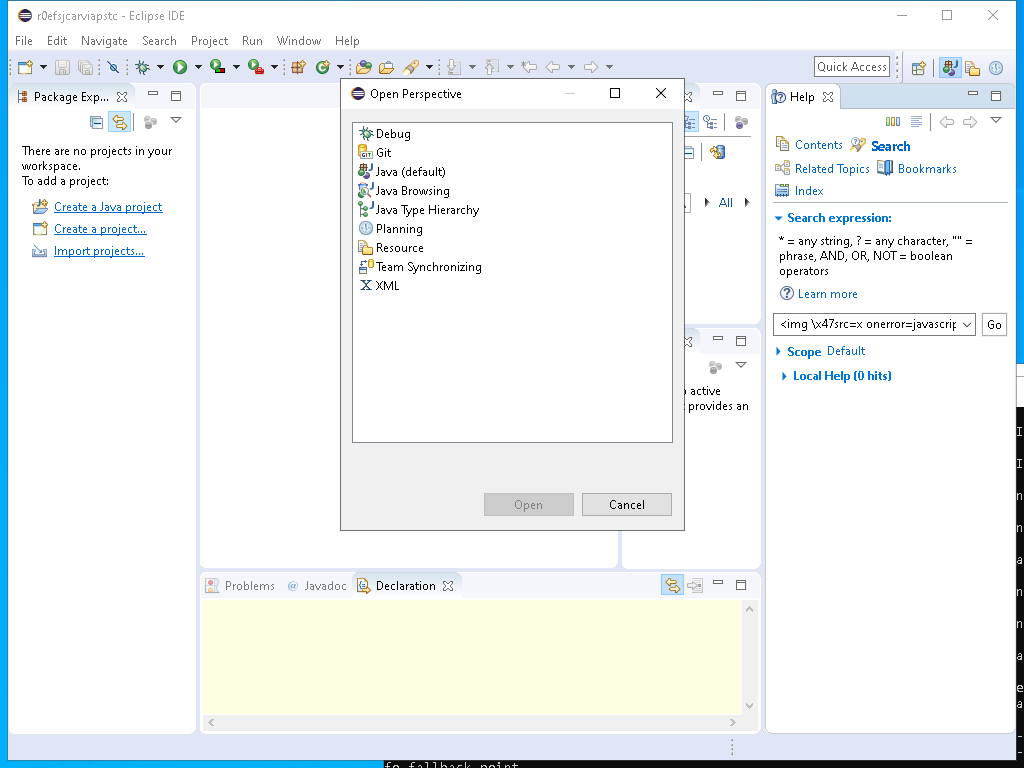 r0efsjcarviapstc - Eclipse IDE
File Edit Navigate Search Project Run Window Help
Quick Access
Package Exp...
There are no projects in your
workspace.
To add a project:
Create a Java project
Create a project...
Import projects...
Open Perspective
Debug
GIT Git
Java (default)
Java Browsing
Java Type Hierarchy
Planning
Resource
Team Synchronizing
XML
Open Cancel
All
active
provides an
Help
Contents Search
Related Topics Bookmarks
Index
Search expression:
* = any string, ? = any character, "" =
phrase, AND, OR, NOT = boolean
operators
Learn more
<img \x47src=x onerror=javascrip Go
Scope Default
Local Help (0 hits)
Problems @ Javadoc Declaration
fo fallback point